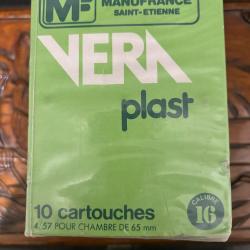 MF MANUFRANCE
SAINT-ETIENNE
VERA
plast
10 cartouches
4. 57 POUR CHAMBRE DE 65 mm
CALIBRE
16